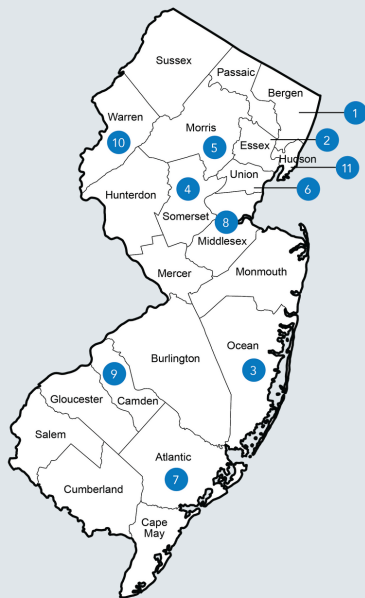 Sussex
Passaic
Bergen
1
Warren
10
Morris
5
Essex
2
Hudson
11
Union
4
6
Hunterdon
Somerset
8
Middlesex
Mercer
Monmouth
Ocean
3
Burlington
9
Gloucester
Camden
Salem
Atlantic
7
Cumberland
Cape
May